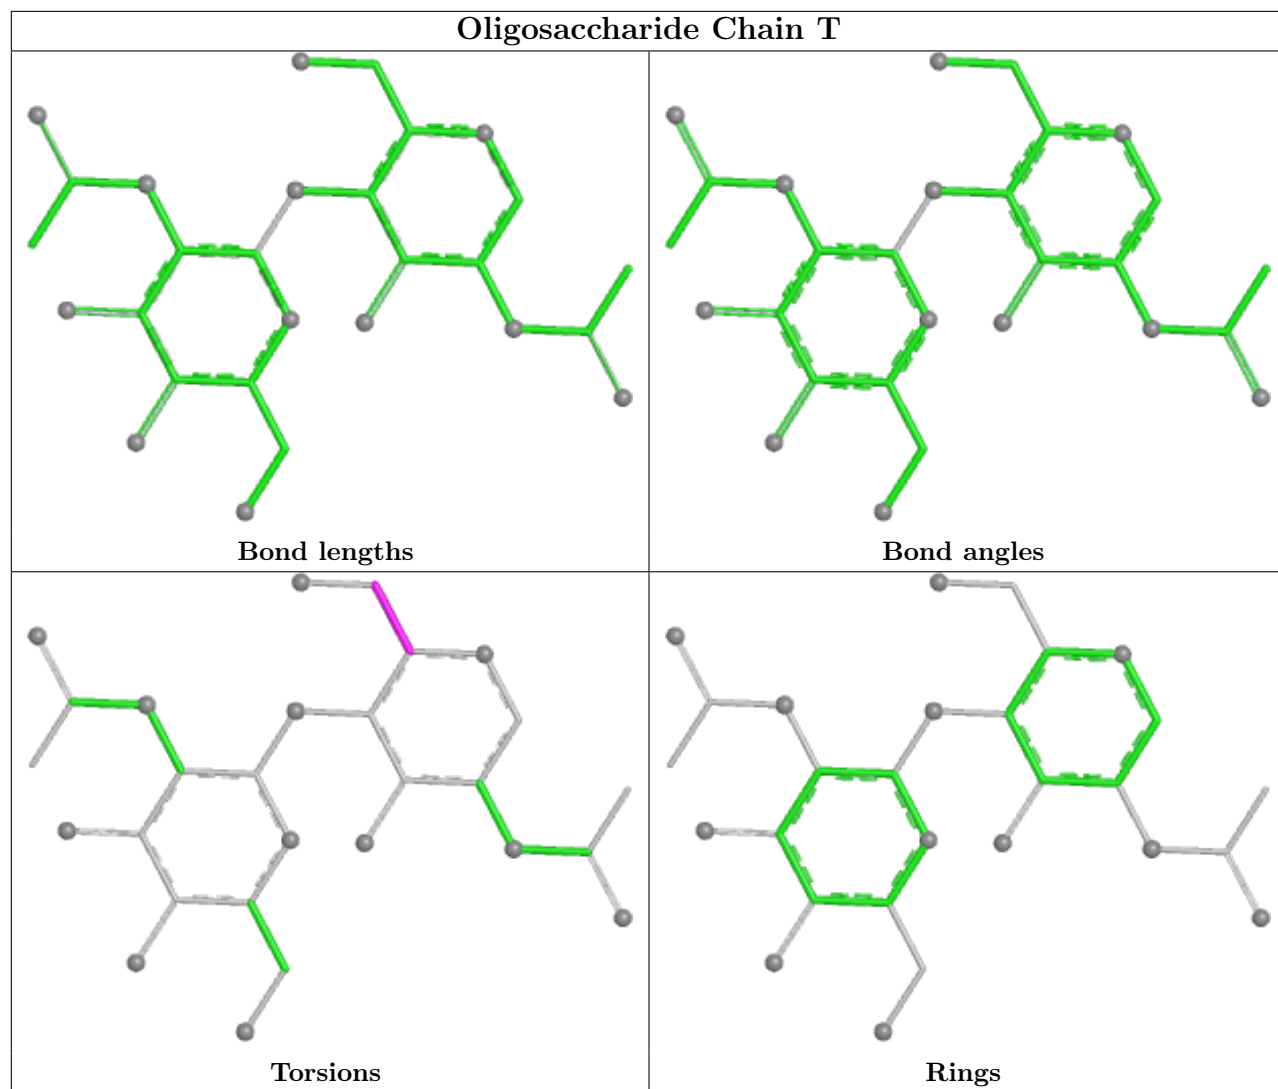 Oligosaccharide Chain T
Bond lengths
Bond angles
Torsions
Rings